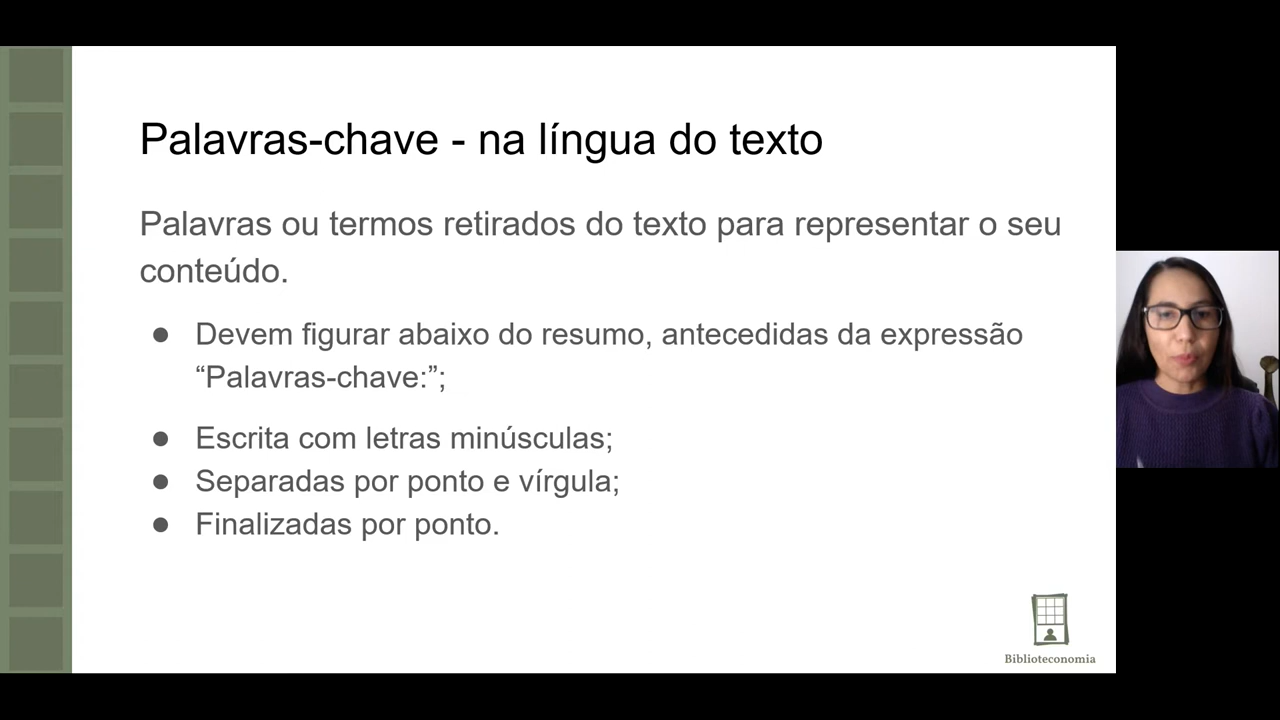 Palavras-chave - na língua do texto
Palavras ou termos retirados do texto para representar o seu
conteúdo.
● Devem figurar abaixo do resumo, antecedidas da expressão
“Palavras-chave:”;
● Escrita com letras minúsculas;
● Separadas por ponto e vírgula;
● Finalizadas por ponto.
Biblioteconomia